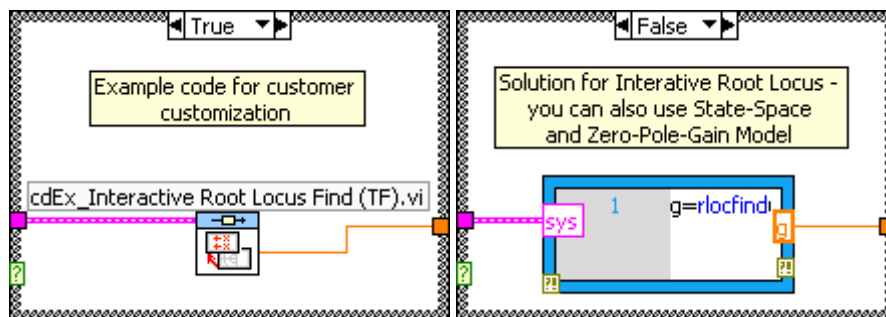 True
Example code for customer
customization
cdEx_Interactive Root Locus Find (TF).vi
?
False
Solution for Interative Root Locus -
you can also use State-Space
and Zero-Pole-Gain Model
1
g=rlocfind
sys
g
?